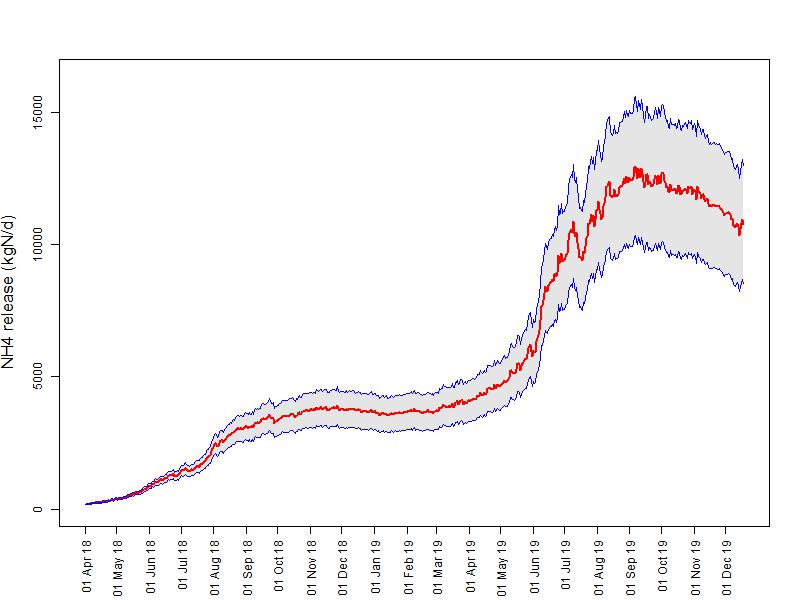 NH4 release (kgN/d)
15000
10000
5000
0
01 Apr 18
01 May 18
01 Jun 18
01 Jul 18
01 Aug 18
01 Sep 18
01 Oct 18
01 Nov 18
01 Dec 18
01 Jan 19
01 Feb 19
01 Mar 19
01 Apr 19
01 May 19
01 Jun 19
01 Jul 19
01 Aug 19
01 Sep 19
01 Oct 19
01 Nov 19
01 Dec 19